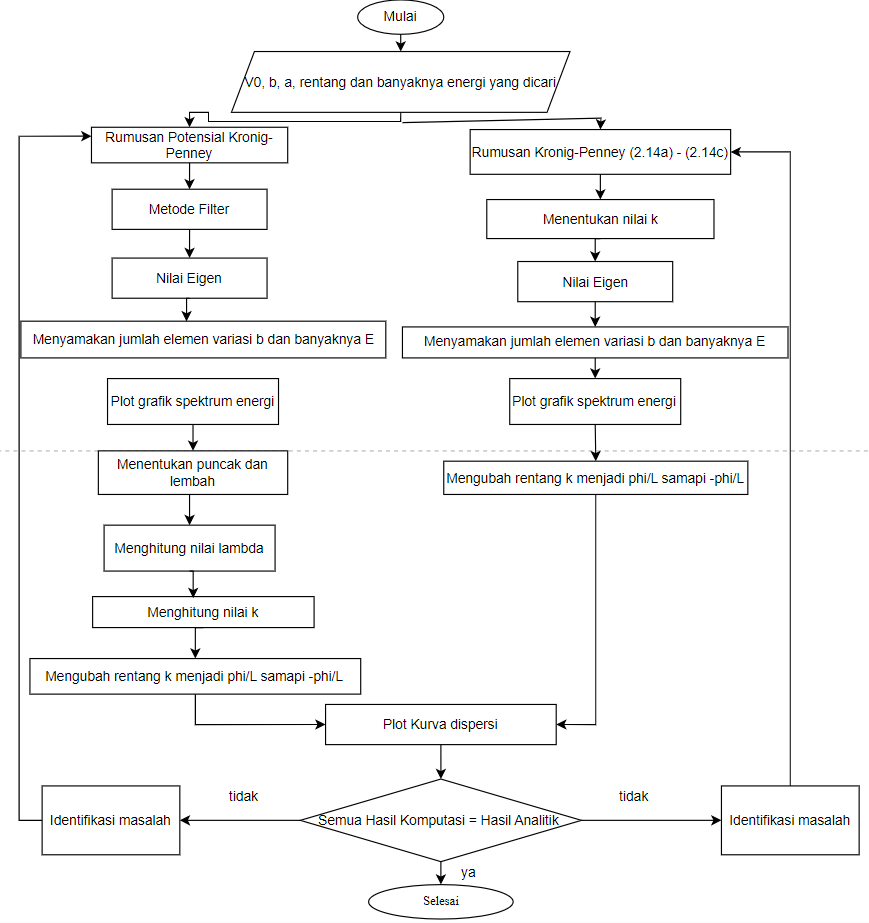 Mulai
V0, b, a, rentang dan banyaknya energi yang dicari
Rumusan Potensial Kronig-
Penney
Metode Filter
Nilai Eigen
Menyamakan jumlah elemen variasi b dan banyaknya E
Plot grafik spektrum energi
Menentukan puncak dan
lembah
Menghitung nilai lambda
Menghitung nilai k
Mengubah rentang k menjadi phi/L samapi -phi/L
Rumusan Kronig-Penney (2.14a) - (2.14c)
Menentukan nilai k
Nilai Eigen
Menyamakan jumlah elemen variasi b dan banyaknya E
Plot grafik spektrum energi
Mengubah rentang k menjadi phi/L samapi -phi/L
Plot Kurva dispersi
tidak
tidak
Identifikasi masalah
Semua Hasil Komputasi = Hasil Analitik
Identifikasi masalah
ya
Selesai